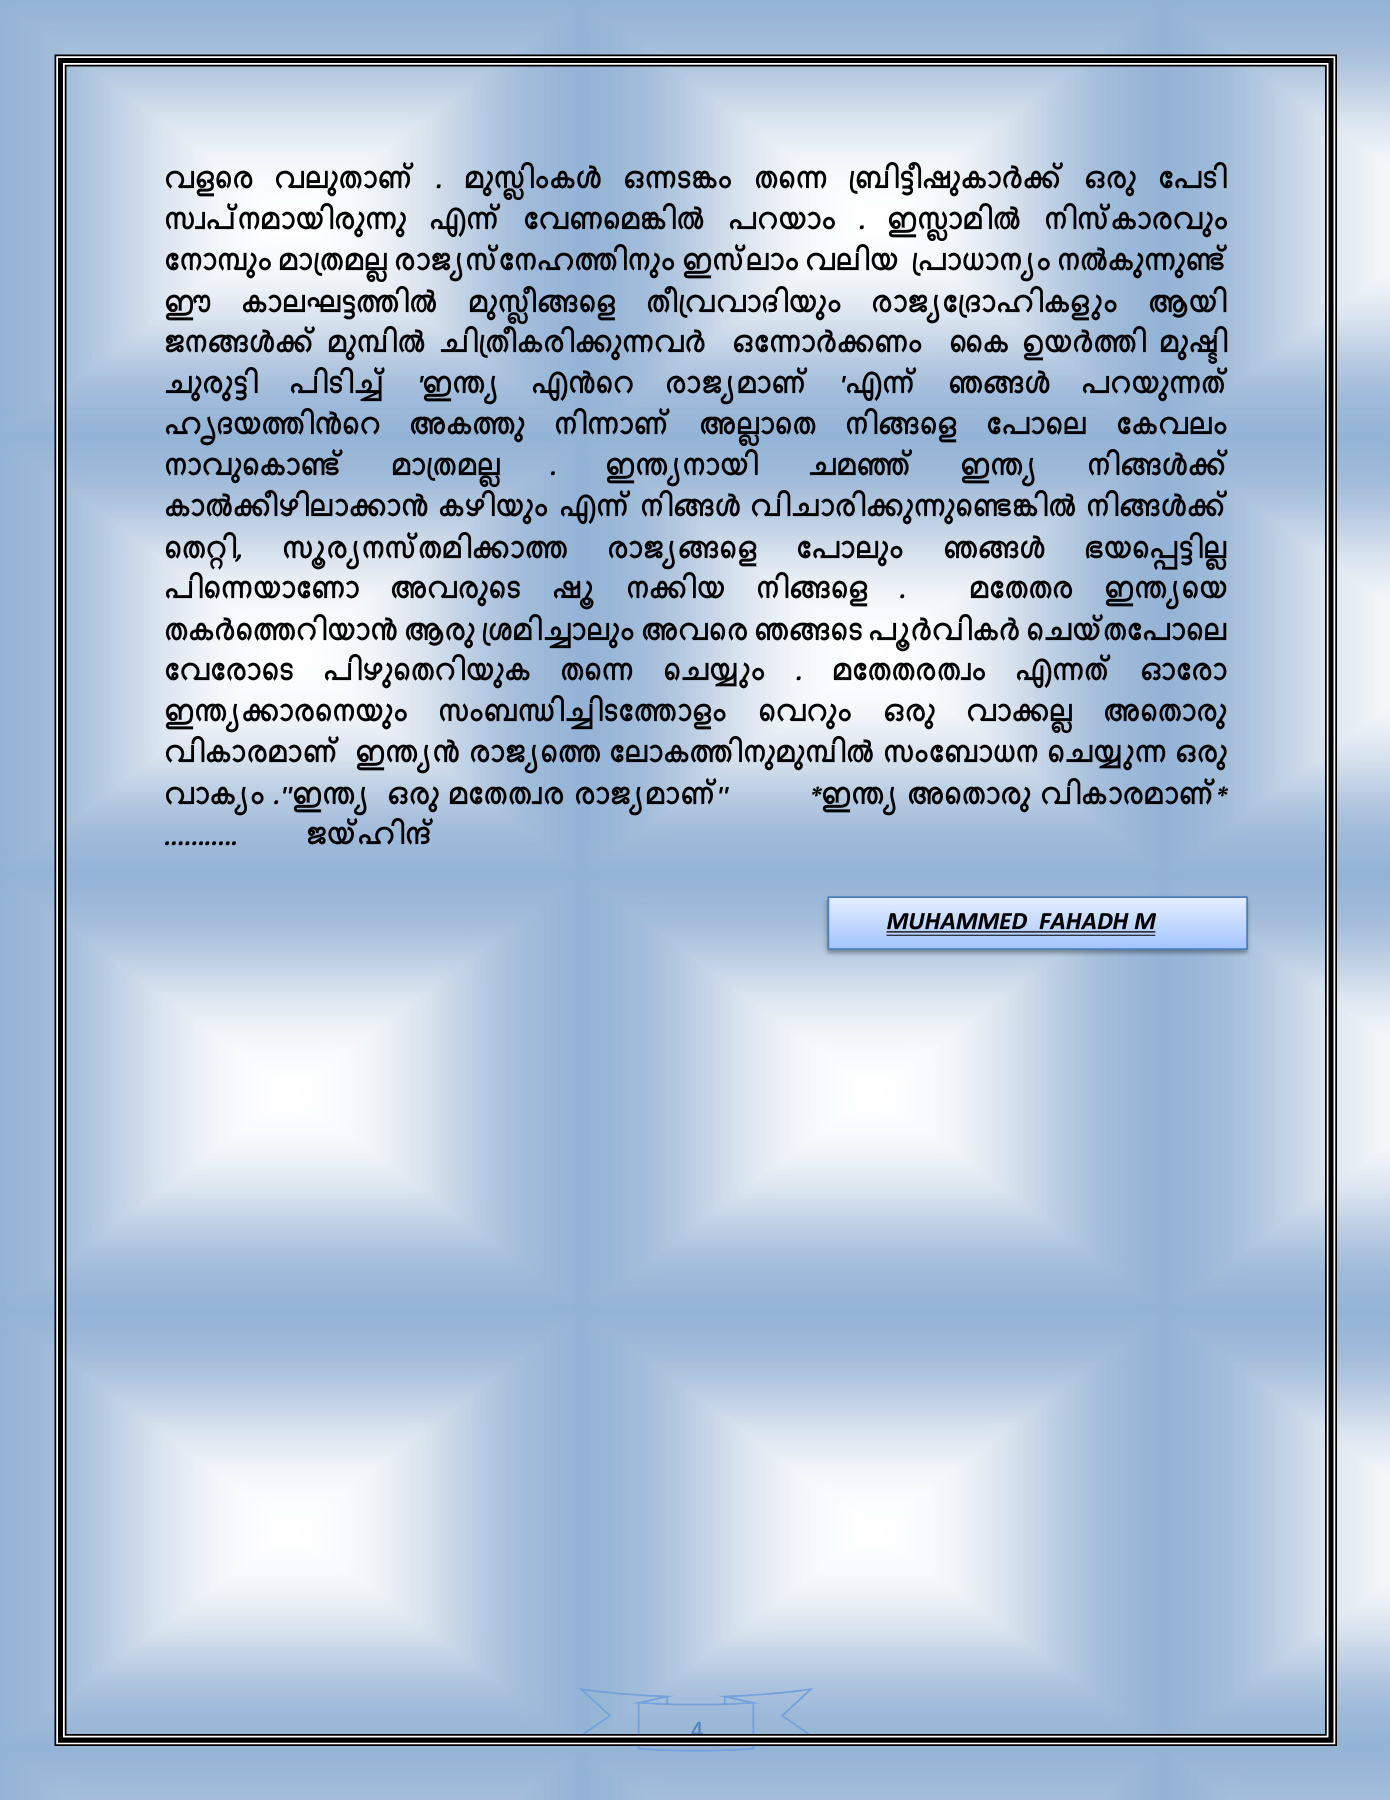 വളരെ വലുതാണ് . മുസ്ലിംകൾ ഒന്നടങ്കം തന്നെ ബ്രിട്ടീഷുകാർക്ക് ഒരു പേടി
സ്വപ്നമായിരുന്നു എന്ന് വേണമെങ്കിൽ പറയാം . ഇസ്ലാമിൽ നിസ്കാരവും
നോമ്പും മാത്രമല്ല രാജ്യസ്നേഹത്തിനും ഇസ്‌ലാം വലിയ പ്രാധാന്യം നൽകുന്നുണ്ട്
ഈ കാലഘട്ടത്തിൽ മുസ്ലീങ്ങളെ തീവ്രവാദിയും രാജ്യദ്രോഹികളും ആയി
ജനങ്ങൾക്ക് മുമ്പിൽ ചിത്രീകരിക്കുന്നവർ ഒന്നോർക്കണം കൈ ഉയർത്തി മുഷ്ടി
ചുരുട്ടി പിടിച്ച് 'ഇന്ത്യ എൻറെ രാജ്യമാണ് 'എന്ന് ഞങ്ങൾ പറയുന്നത്
ഹൃദയത്തിൻറെ അകത്തു നിന്നാണ് അല്ലാതെ നിങ്ങളെ പോലെ കേവലം
നാവുകൊണ്ട് മാത്രമല്ല . ഇന്ത്യനായി ചമഞ്ഞ് ഇന്ത്യ നിങ്ങൾക്ക്
കാൽക്കീഴിലാക്കാൻ കഴിയും എന്ന് നിങ്ങൾ വിചാരിക്കുന്നുണ്ടെങ്കിൽ നിങ്ങൾക്ക്
തെറ്റി, സൂര്യനസ്തമിക്കാത്ത രാജ്യങ്ങളെ പോലും ഞങ്ങൾ ഭയപ്പെട്ടില്ല
പിന്നെയാണോ അവരുടെ ഷൂ നക്കിയ നിങ്ങളെ . മതേതര ഇന്ത്യയെ
തകർത്തെറിയാൻ ആരു ശ്രമിച്ചാലും അവരെ ഞങ്ങടെ പൂർവികർ ചെയ്തപോലെ
വേരോടെ പിഴുതെറിയുക തന്നെ ചെയ്യും . മതേതരത്വം എന്നത് ഓരോ
ഇന്ത്യക്കാരനെയും സംബന്ധിച്ചിടത്തോളം വെറും ഒരു വാക്കല്ല അതൊരു
വികാരമാണ് ഇന്ത്യൻ രാജ്യത്തെ ലോകത്തിനുമുമ്പിൽ സംബോധന ചെയ്യുന്ന ഒരു
വാക്യം ."ഇന്ത്യ ഒരു മതേത്വര രാജ്യമാണ്" *ഇന്ത്യ അതൊരു വികാരമാണ്*
........... ജയ്ഹിന്ദ്
MUHAMMED FAHADH M
4